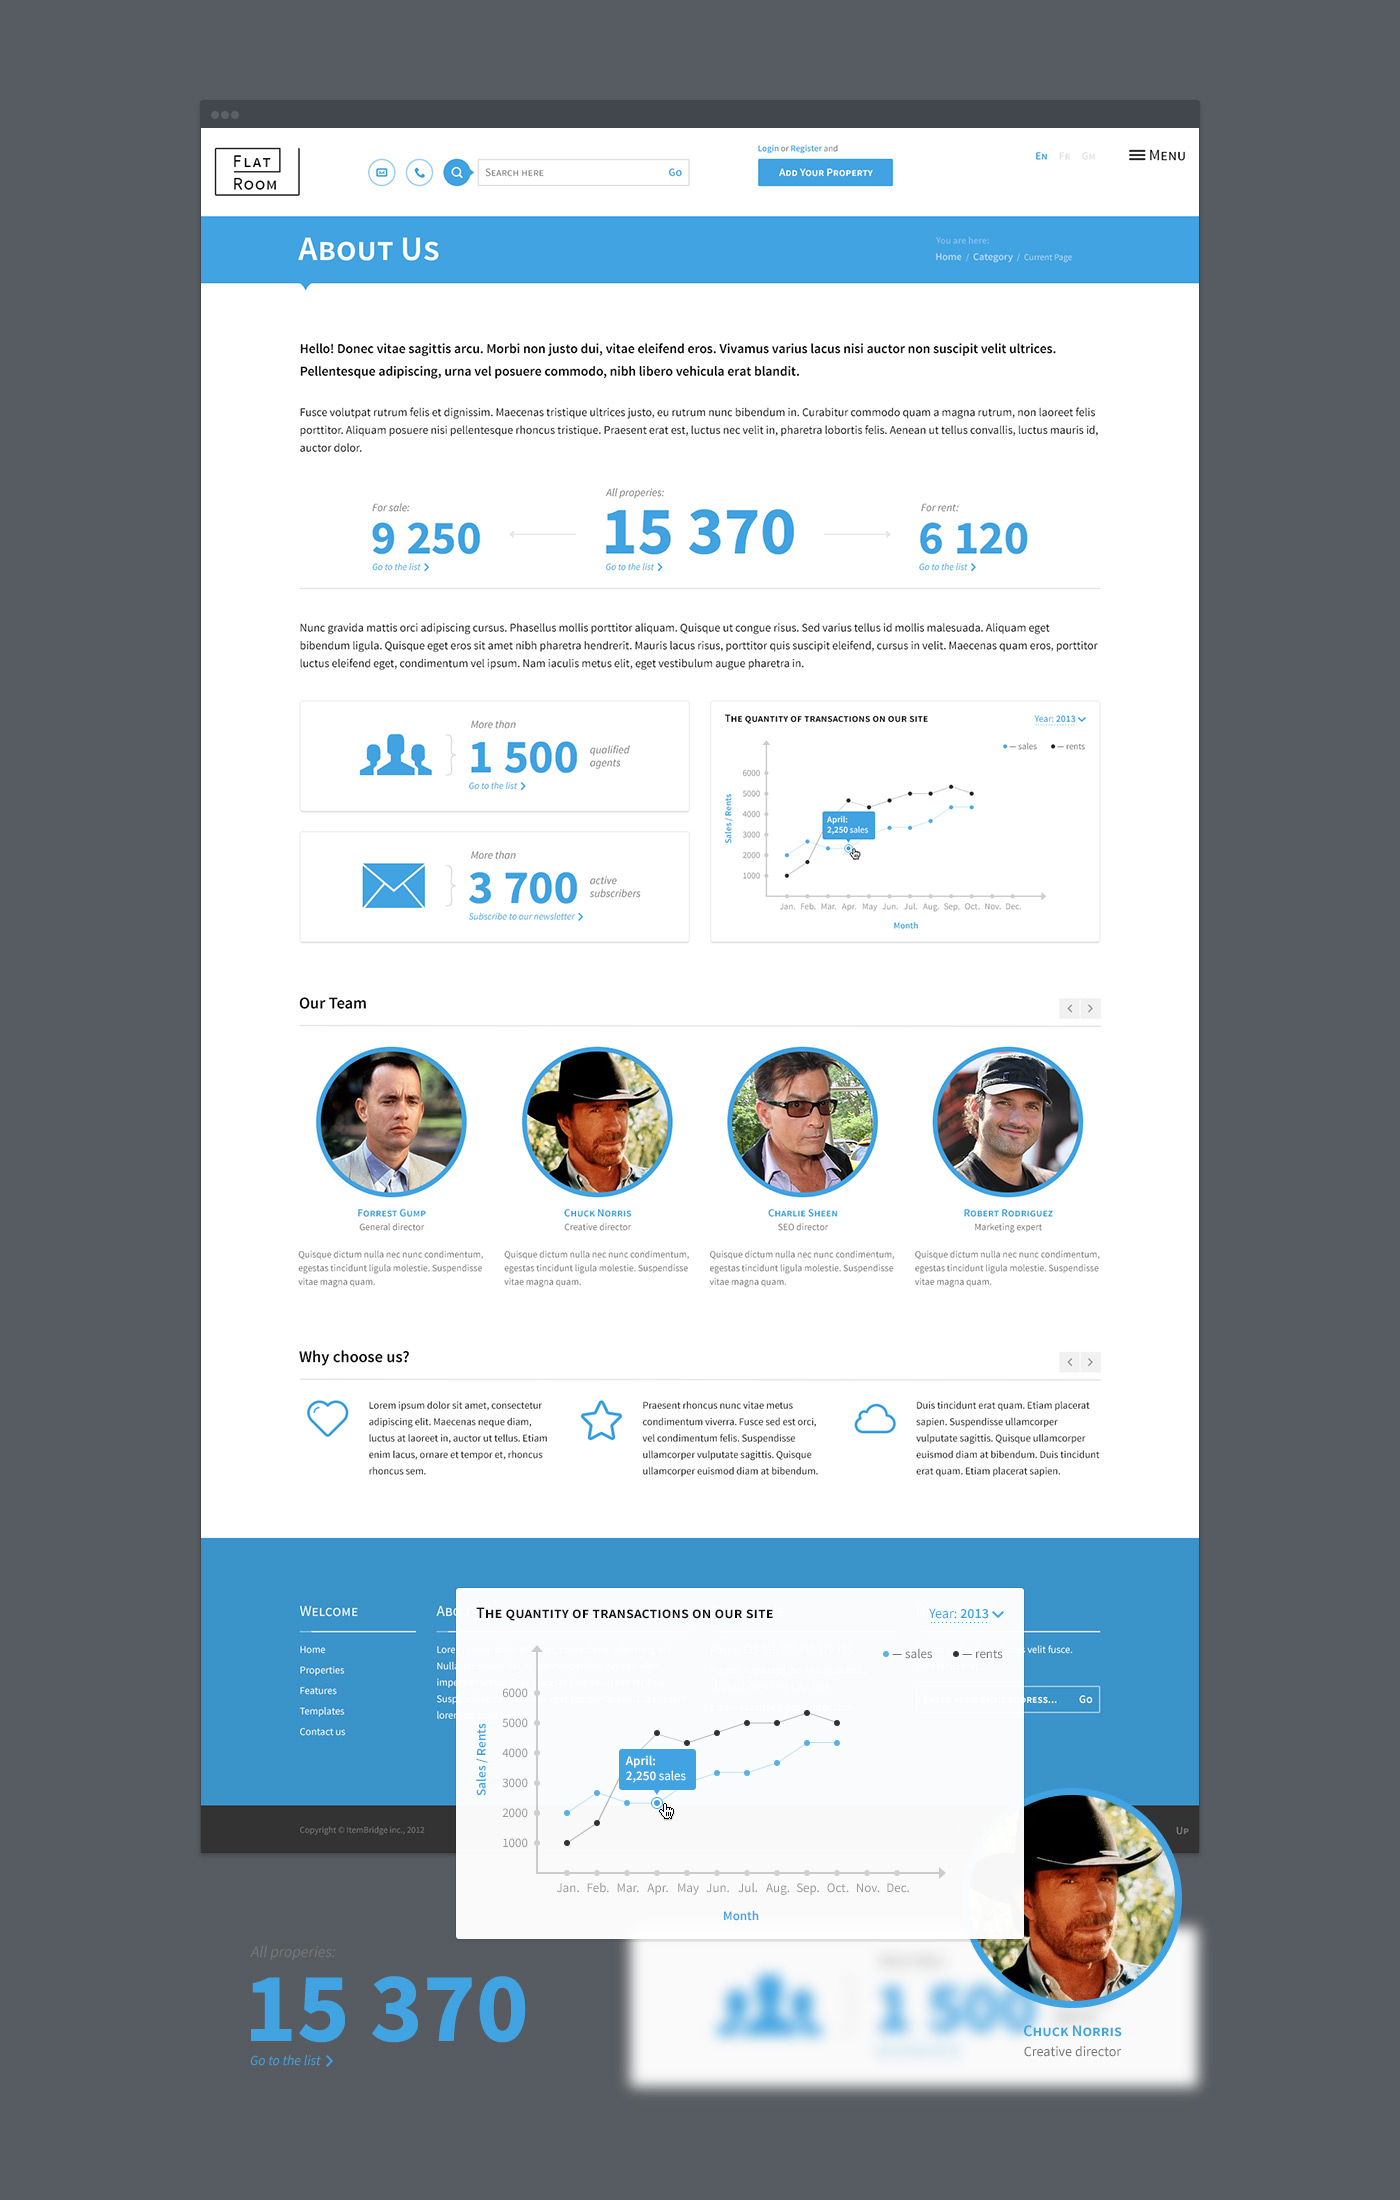 FLAT
ROOM
SEARCH HERE
GO
Login or Register and
ADD YOUR PROPERTY
EN FR GM
MENU
ABOUT US
You are here:
Home / Category / Current Page
Hello! Donec vitae sagittis arcu. Morbi non justo dui, vitae eleifend eros. Vivamus varius lacus nisi auctor non suscipit velit ultrices.
Pellentesque adipiscing, urna vel posuere commodo, nibh libero vehicula erat blandit.
Fusce volutpat rutrum felis et dignissim. Maecenas tristique ultrices justo, eu rutrum nunc bibendum in. Curabitur commodo quam a magna rutrum, non laoreet felis
porttitor. Aliquam posuere nisi pellentesque rhoncus tristique. Praesent erat est, luctus nec velit in, pharetra lobortis felis. Aenean ut tellus convallis, luctus mauris id,
auctor dolor.
For sale:
9 250
Go to the list
All properies:
15 370
Go to the list
For rent:
6 120
Go to the list
Nunc gravida mattis orci adipiscing cursus. Phasellus mollis porttitor aliquam. Quisque ut congue risus. Sed varius tellus id mollis malesuada. Aliquam eget
bibendum ligula. Quisque eget eros sit amet nibh pharetra hendrerit. Mauris lacus risus, porttitor quis suscipit eleifend, cursus in velit. Maecenas quam eros, porttitor
luctus eleifend eget, condimentum vel ipsum. Nam iaculis metus elit, eget vestibulum augue pharetra in.
More than
1 500
qualified
agents
Go to the list
More than
3 700
active
subscribers
Subscribe to our newsletter
THE QUANTITY OF TRANSACTIONS ON OUR SITE
Year: 2013
— sales — rents
6000
5000
4000
3000
2000
1000
Sales / Rents
April:
2,250 sales
Jan. Feb. Mar. Apr. May Jun. Jul. Aug. Sep. Oct. Nov. Dec.
Month
Our Team
FORREST GUMP
General director
Quisque dictum nulla nec nunc condimentum,
egestas tincidunt ligula molestie. Suspendisse
vitae magna quam.
CHUCK NORRIS
Creative director
Quisque dictum nulla nec nunc condimentum,
egestas tincidunt ligula molestie. Suspendisse
vitae magna quam.
CHARLIE SHEEN
SEO director
Quisque dictum nulla nec nunc condimentum,
egestas tincidunt ligula molestie. Suspendisse
vitae magna quam.
ROBERT RODRIGUEZ
Marketing expert
Quisque dictum nulla nec nunc condimentum,
egestas tincidunt ligula molestie. Suspendisse
vitae magna quam.
Why choose us?
Lorem ipsum dolor sit amet, consectetur
adipiscing elit. Maecenas neque diam,
luctus at laoreet in, auctor ut tellus. Etiam
enim lacus, ornare et tempor et, rhoncus
rhoncus sem.
Praesent rhoncus nunc vitae metus
condimentum viverra. Fusce sed est orci,
vel condimentum felis. Suspendisse
ullamcorper vulputate sagittis. Quisque
ullamcorper euismod diam at bibendum.
Duis tincidunt erat quam. Etiam placerat
sapien. Suspendisse ullamcorper
vulputate sagittis. Quisque ullamcorper
euismod diam at bibendum. Duis tincidunt
erat quam. Etiam placerat sapien.
WELCOME
Home
Properties
Features
Templates
Contact us
velit fusce.
GO
Copyright © ItemBridge inc., 2012
UP
THE QUANTITY OF TRANSACTIONS ON OUR SITE
Year: 2013
— sales — rents
6000
5000
4000
3000
2000
1000
Sales / Rents
April:
2,250 sales
Jan. Feb. Mar. Apr. May Jun. Jul. Aug. Sep. Oct. Nov. Dec.
Month
All properies:
15 370
Go to the list
1 500
CHUCK NORRIS
Creative director